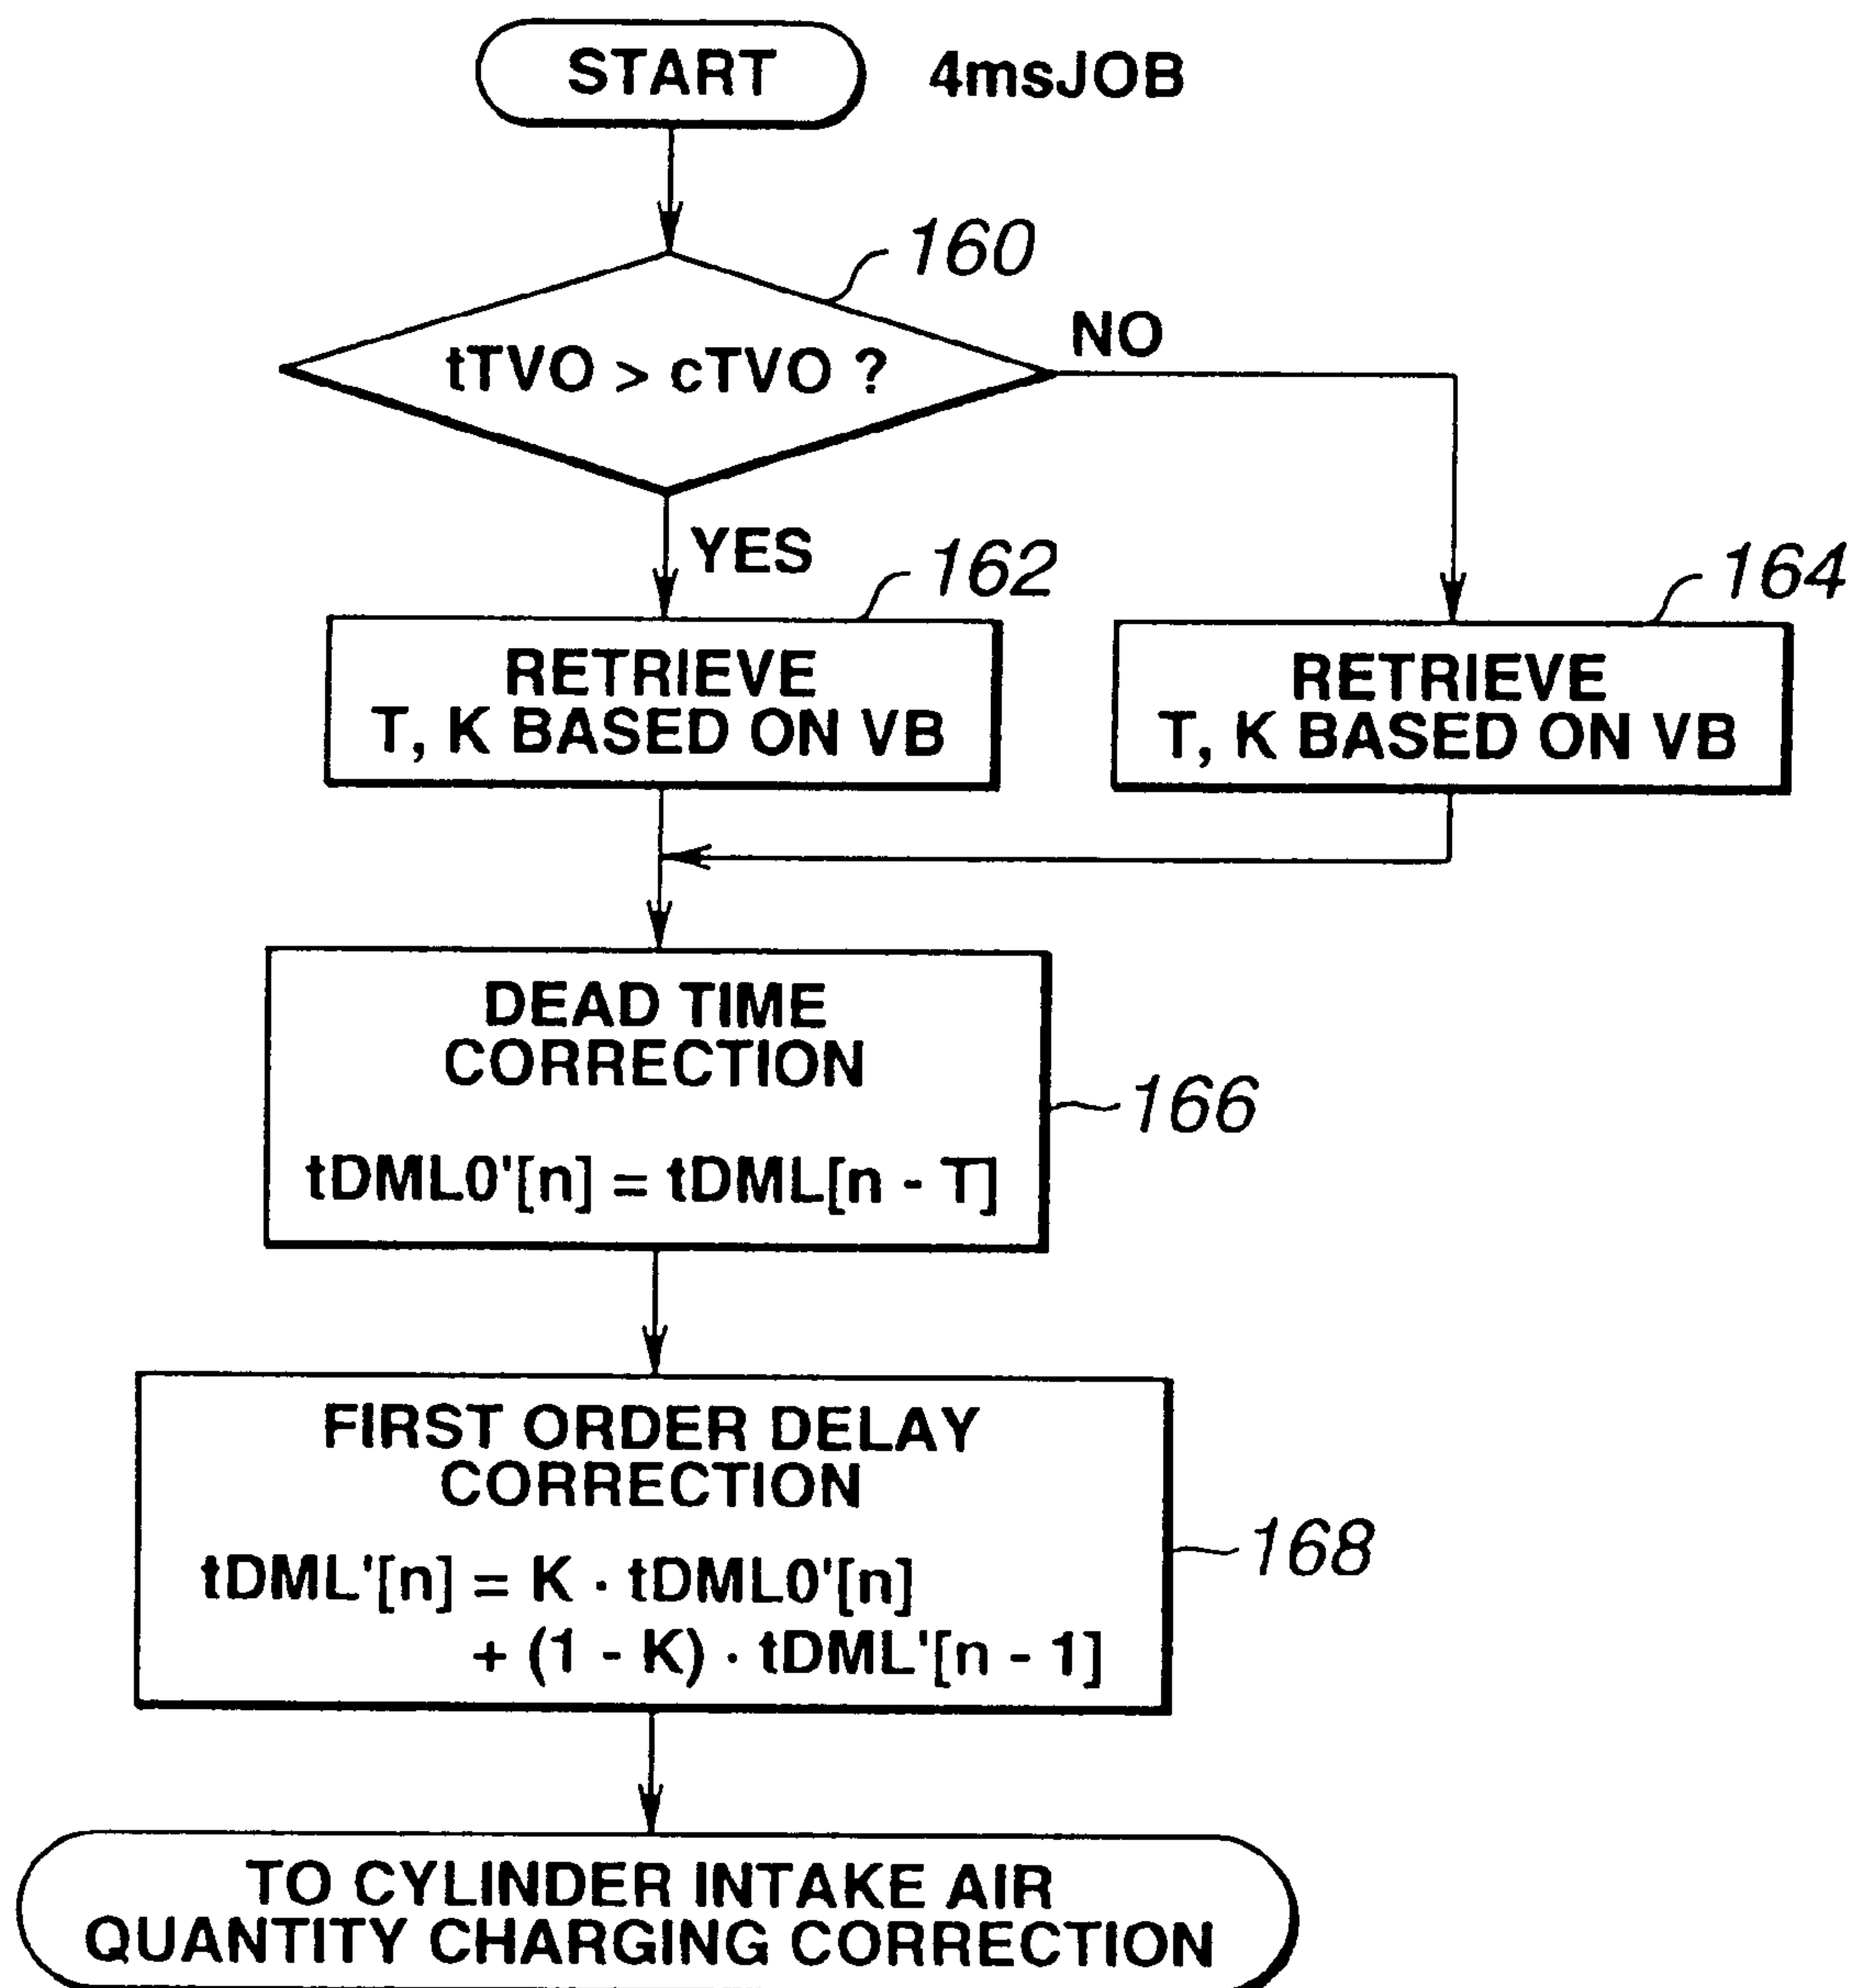 START
4msJOB
160
tTVO > cTVO ?
NO
YES
162
RETRIEVE
T, K BASED ON VB
164
RETRIEVE
T, K BASED ON VB
DEAD TIME
CORRECTION
tDML0'[n] = tDML[n - T]
166
FIRST ORDER DELAY
CORRECTION
tDML'[n] = K · tDML0'[n]
+ (1 - K) · tDML'[n - 1]
168
TO CYLINDER INTAKE AIR
QUANTITY CHARGING CORRECTION